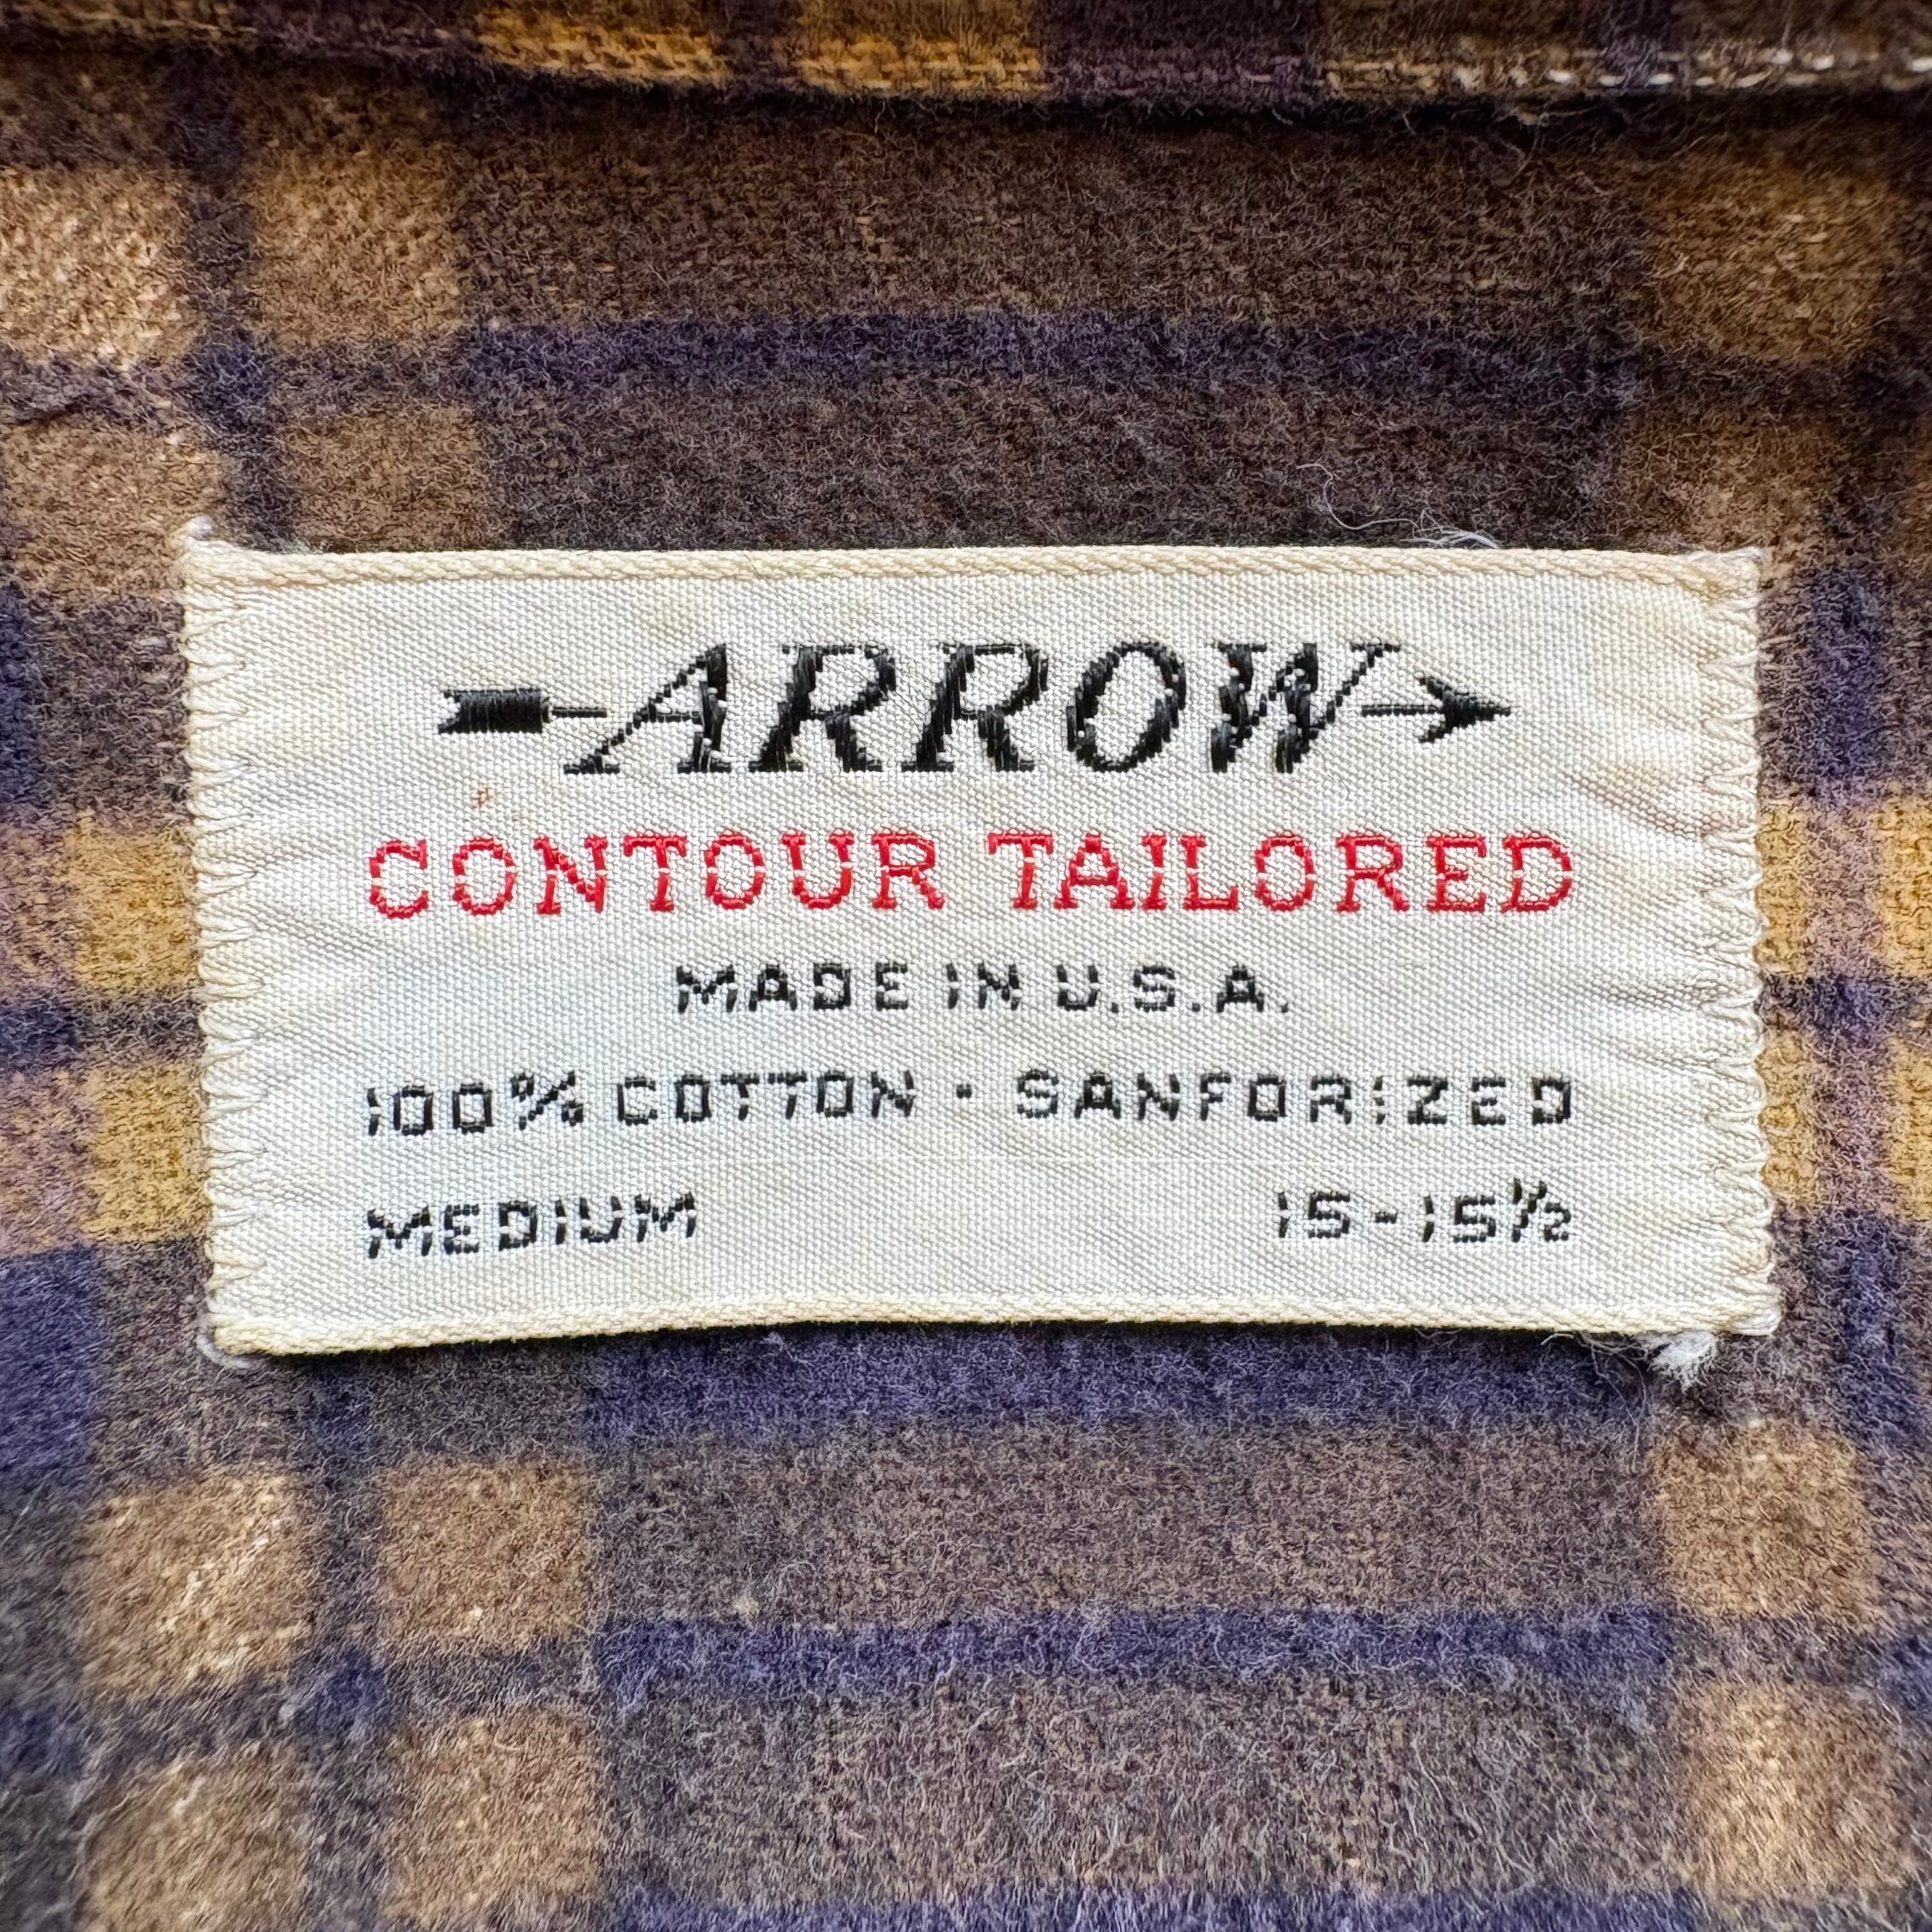 ARROW
CONTOUR TAILORED
MADE IN U.S.A.
100% COTTON · SANFORIZED
MEDIUM 15-15½